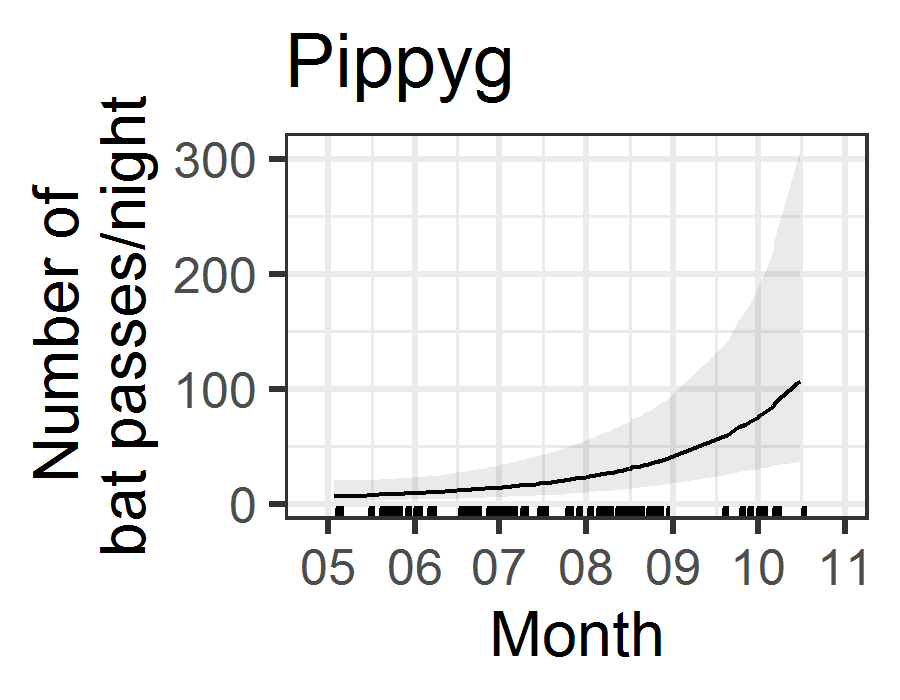 Pippyg
Number of
bat passes/night
300
200
100
0
05 06 07 08 09 10 11
Month